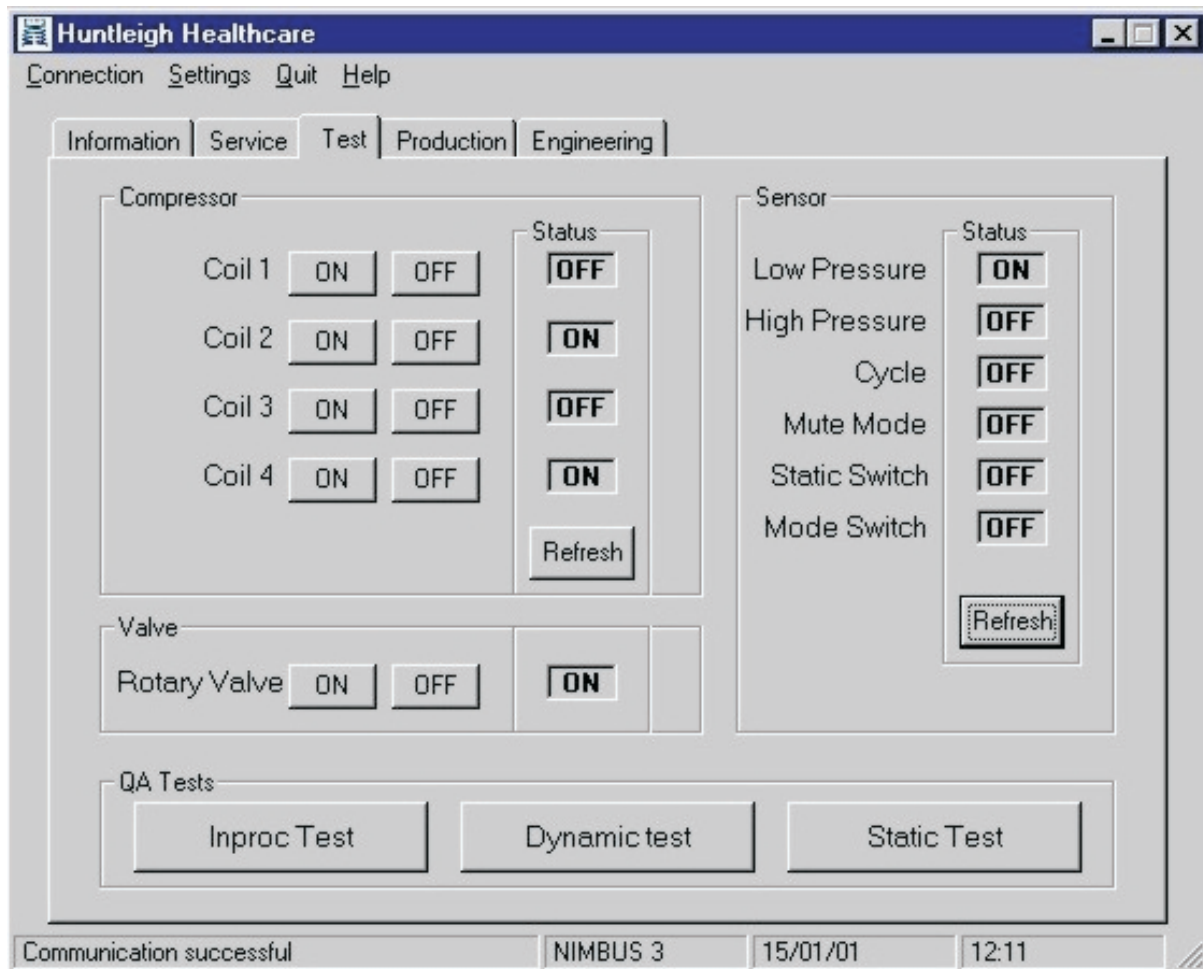 Huntleigh Healthcare
Connection Settings Quit Help
Information Service Test Production Engineering
Compressor
Status
Coil 1 ON OFF OFF
Coil 2 ON OFF ON
Coil 3 ON OFF OFF
Coil 4 ON OFF ON
Refresh
Sensor
Status
Low Pressure ON
High Pressure OFF
Cycle OFF
Mute Mode OFF
Static Switch OFF
Mode Switch OFF
Refresh
Valve
Rotary Valve ON OFF ON
QA Tests
Inproc Test Dynamic test Static Test
Communication successful NIMBUS 3 15/01/01 12:11